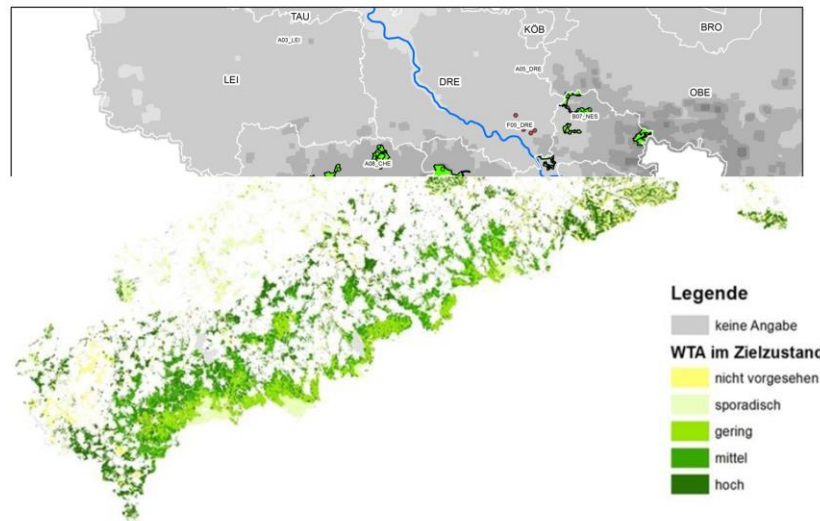 TAU
KÖB
BRO
A03_LEI
LEI
DRE
A05_DRE
OBE
F05_DRE
B07_NES
A08_CHE
Legende
keine Angabe
WTA im Zielzustand
nicht vorgesehen
sporadisch
gering
mittel
hoch